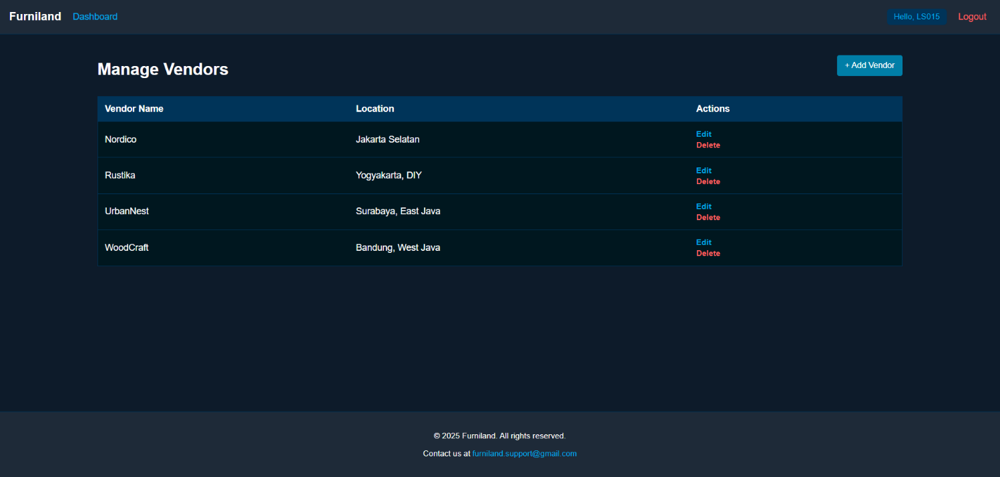 Furniland Dashboard Hello, LS015 Logout
Manage Vendors + Add Vendor
Vendor Name Location Actions
Nordico Jakarta Selatan Edit
Delete
Rustika Yogyakarta, DIY Edit
Delete
UrbanNest Surabaya, East Java Edit
Delete
WoodCraft Bandung, West Java Edit
Delete
© 2025 Furniland. All rights reserved.
Contact us at furniland.support@gmail.com